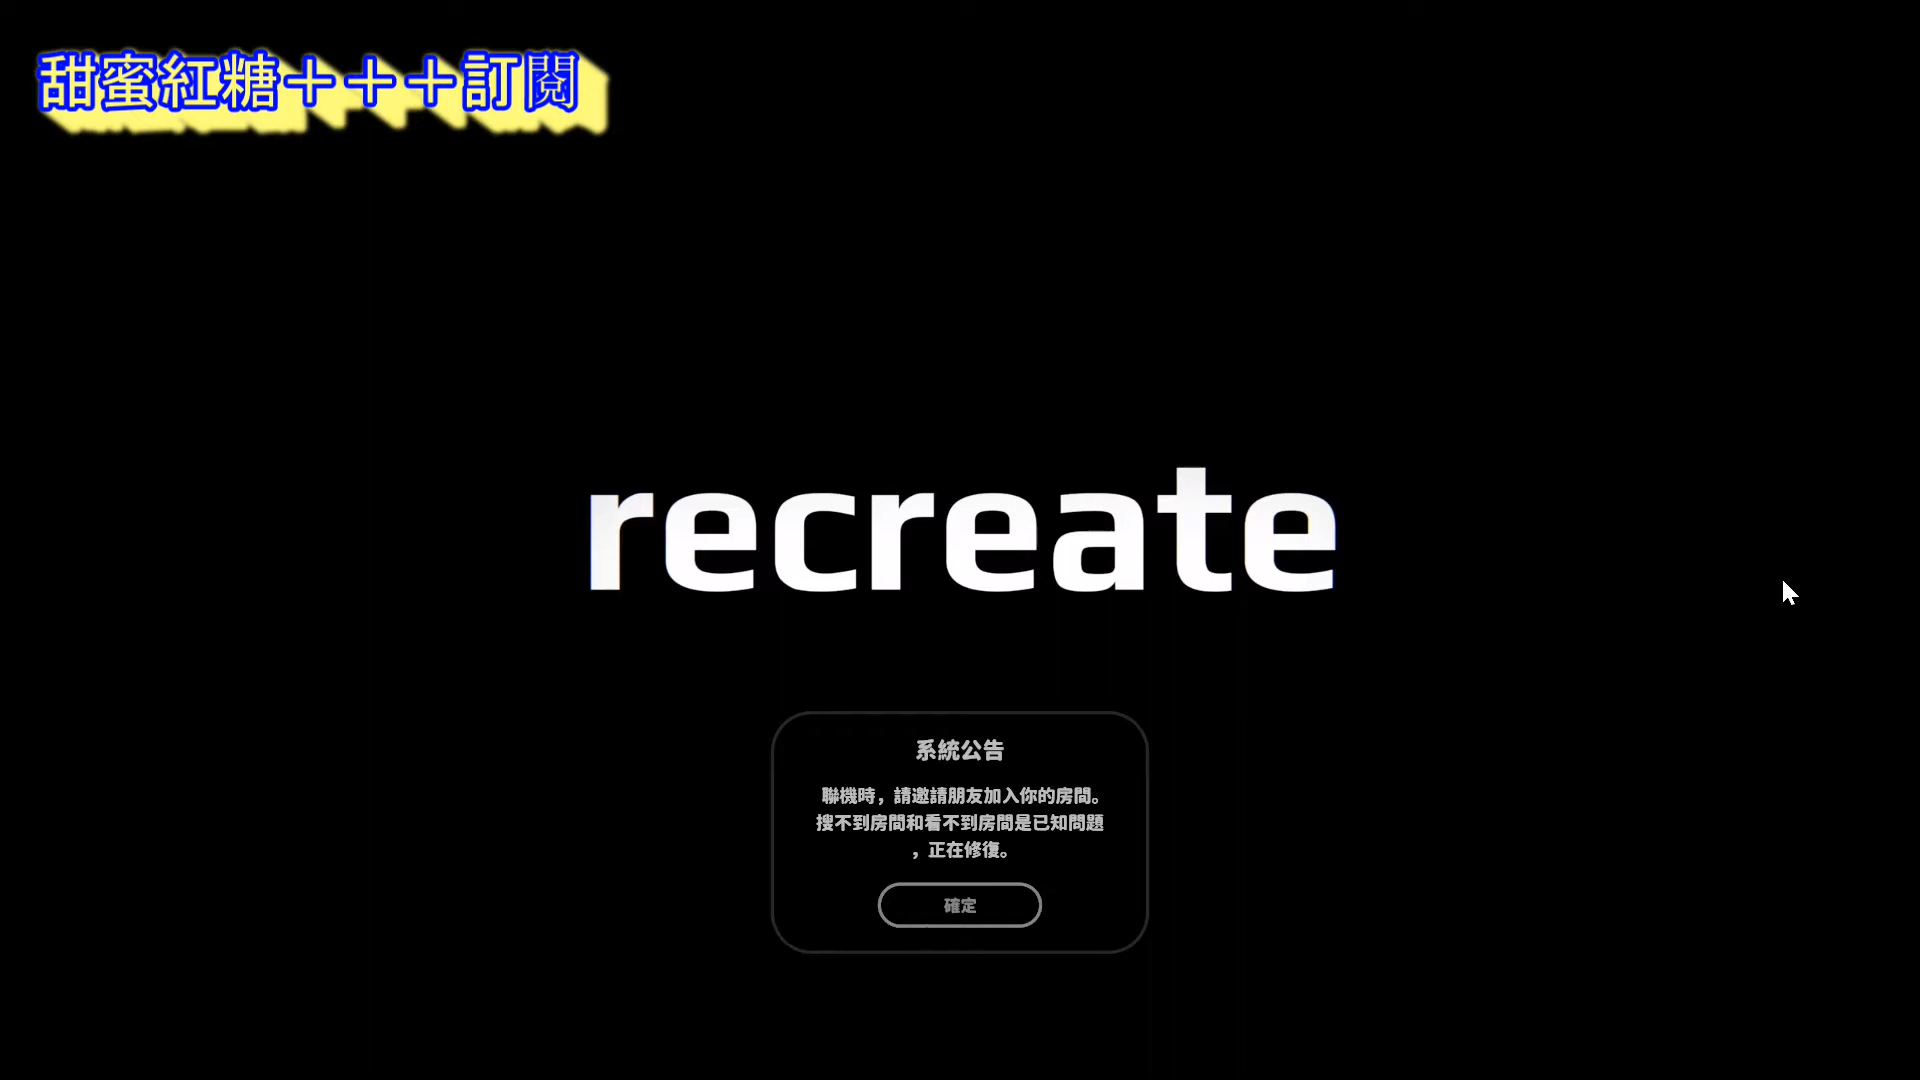 甜蜜紅糖＋＋＋訂閱
recreate
系統公告
聯機時，請邀請朋友加入你的房間。
搜不到房間和看不到房間是已知問題
，正在修復。
確定